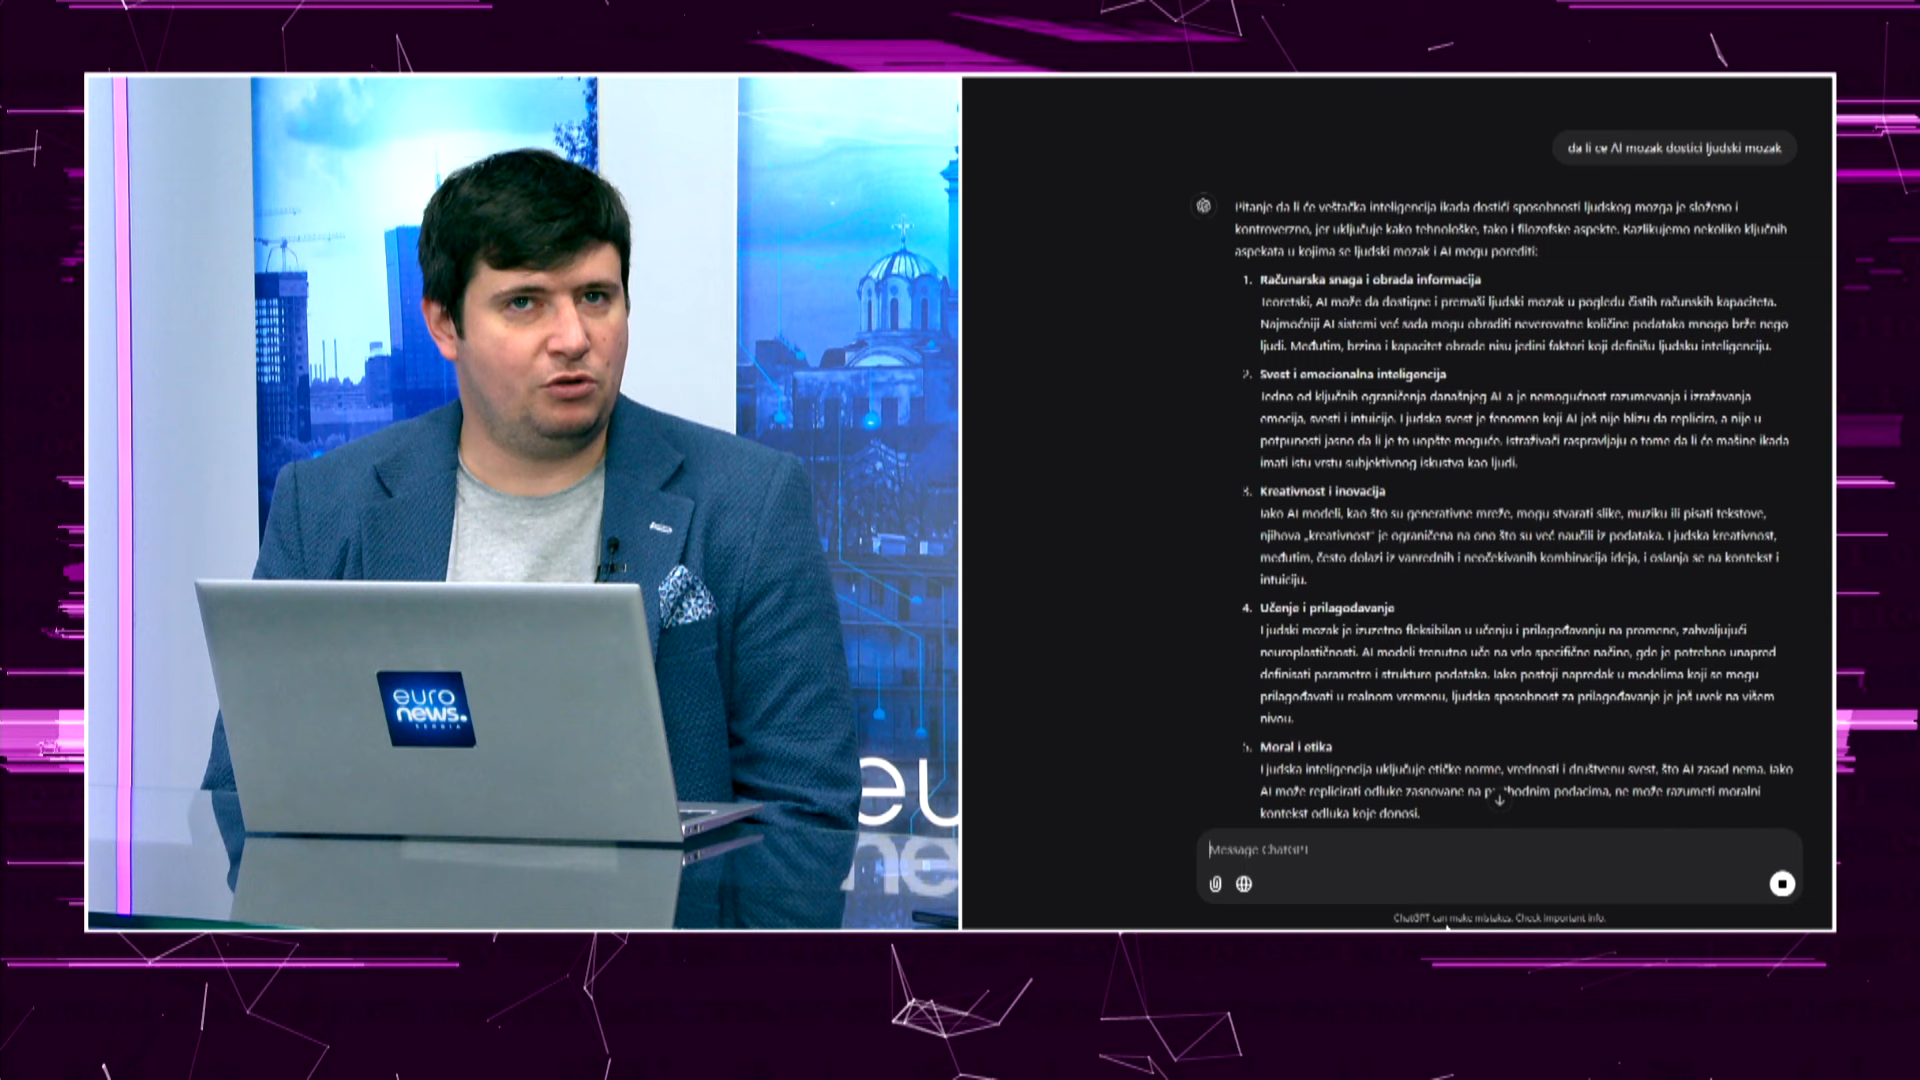 euro
news.
SERBIA
eu
ne
da li ce AI mozak dostici ljudski mozak
Pitanje da li će veštačka inteligencija ikada dostići sposobnosti ljudskog mozga je složeno i
kontroverzno, jer uključuje kako tehnološke, tako i filozofske aspekte. Razlikujemo nekoliko ključnih
aspekata u kojima se ljudski mozak i AI mogu porediti:
1. Računarska snaga i obrada informacija
Teoretski, AI može da dostigne i premaši ljudski mozak u pogledu čistih računskih kapaciteta.
Najmoćniji AI sistemi već sada mogu obraditi neverovatne količine podataka mnogo brže nego
ljudi. Međutim, brzina i kapacitet obrade nisu jedini faktori koji definišu ljudsku inteligenciju.
2. Svest i emocionalna inteligencija
Jedno od ključnih ograničenja današnjeg AI-a je nemogućnost razumevanja i izražavanja
emocija, svesti i intuicije. Ljudska svest je fenomen koji AI još nije blizu da replicira, a nije u
potpunosti jasno da li je to uopšte moguće. Istraživači raspravljaju o tome da li će mašine ikada
imati istu vrstu subjektivnog iskustva kao ljudi.
3. Kreativnost i inovacija
Iako AI modeli, kao što su generativne mreže, mogu stvarati slike, muziku ili pisati tekstove,
njihova „kreativnost“ je ograničena na ono što su već naučili iz podataka. Ljudska kreativnost,
međutim, često dolazi iz vanrednih i neočekivanih kombinacija ideja, i oslanja se na kontekst i
intuiciju.
4. Učenje i prilagođavanje
Ljudski mozak je izuzetno fleksibilan u učenju i prilagođavanju na promene, zahvaljujući
neuroplastičnosti. AI modeli trenutno uče na vrlo specifične načine, gde je potrebno unapred
definisati parametre i strukture podataka. Iako postoji napredak u modelima koji se mogu
prilagođavati u realnom vremenu, ljudska sposobnost za prilagođavanje je još uvek na višem
nivou.
5. Moral i etika
Ljudska inteligencija uključuje etičke norme, vrednosti i društvenu svest, što AI zasad nema. Iako
AI može replicirati odluke zasnovane na podacima, ne može razumeti moralni
kontekst odluka koje donosi.
Message ChatGPT
ChatGPT can make mistakes. Check important info.